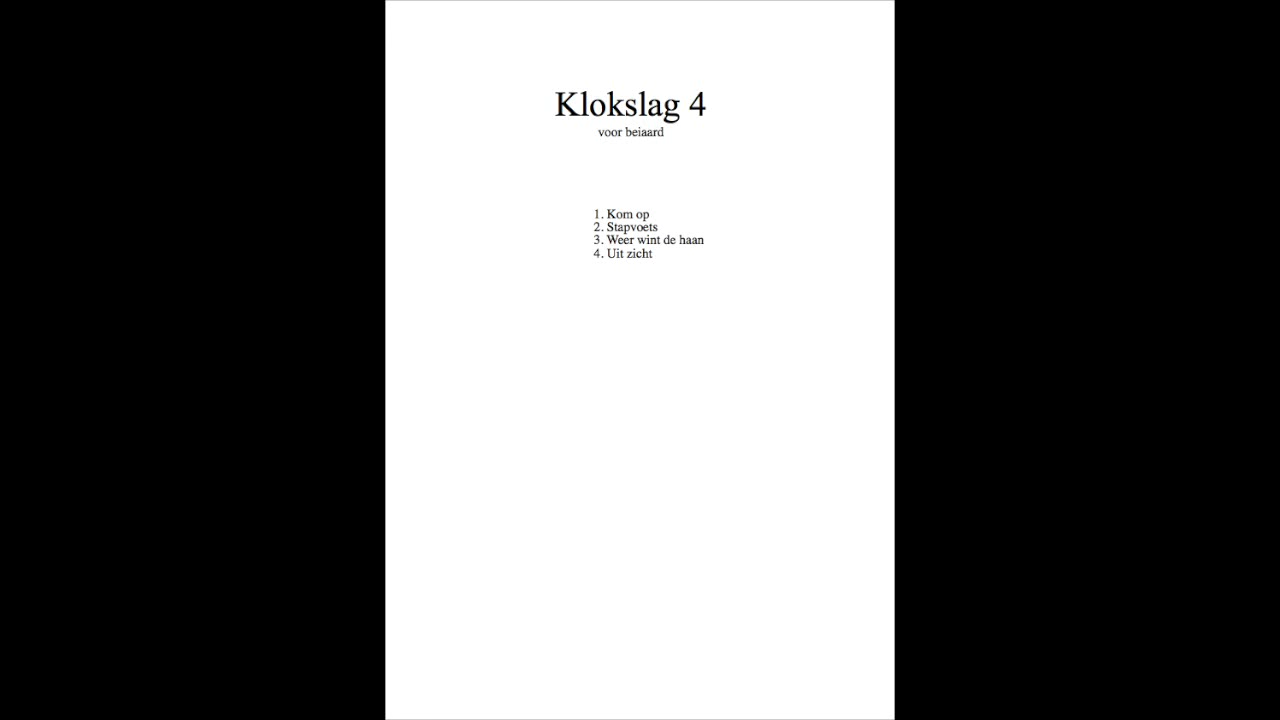 Klokslag 4
voor beiaard
1. Kom op
2. Stapvoets
3. Weer wint de haan
4. Uit zicht